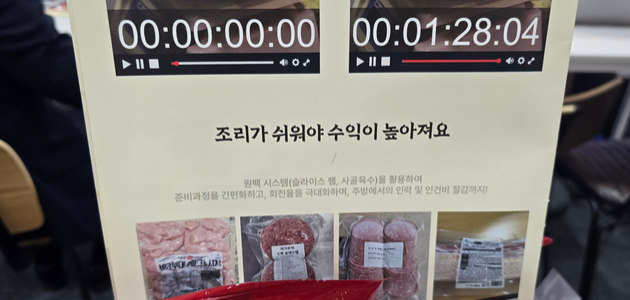 00:00:00:00
00:01:28:04
조리가 쉬워야 수익이 높아져요
/
원팩 시스템(슬라이스 햄, 사골육수)을 활용하여
준비과정을 간편화하고, 회전율을 극대화하며, 주방에서의 인력 및 인건비 절감까지!